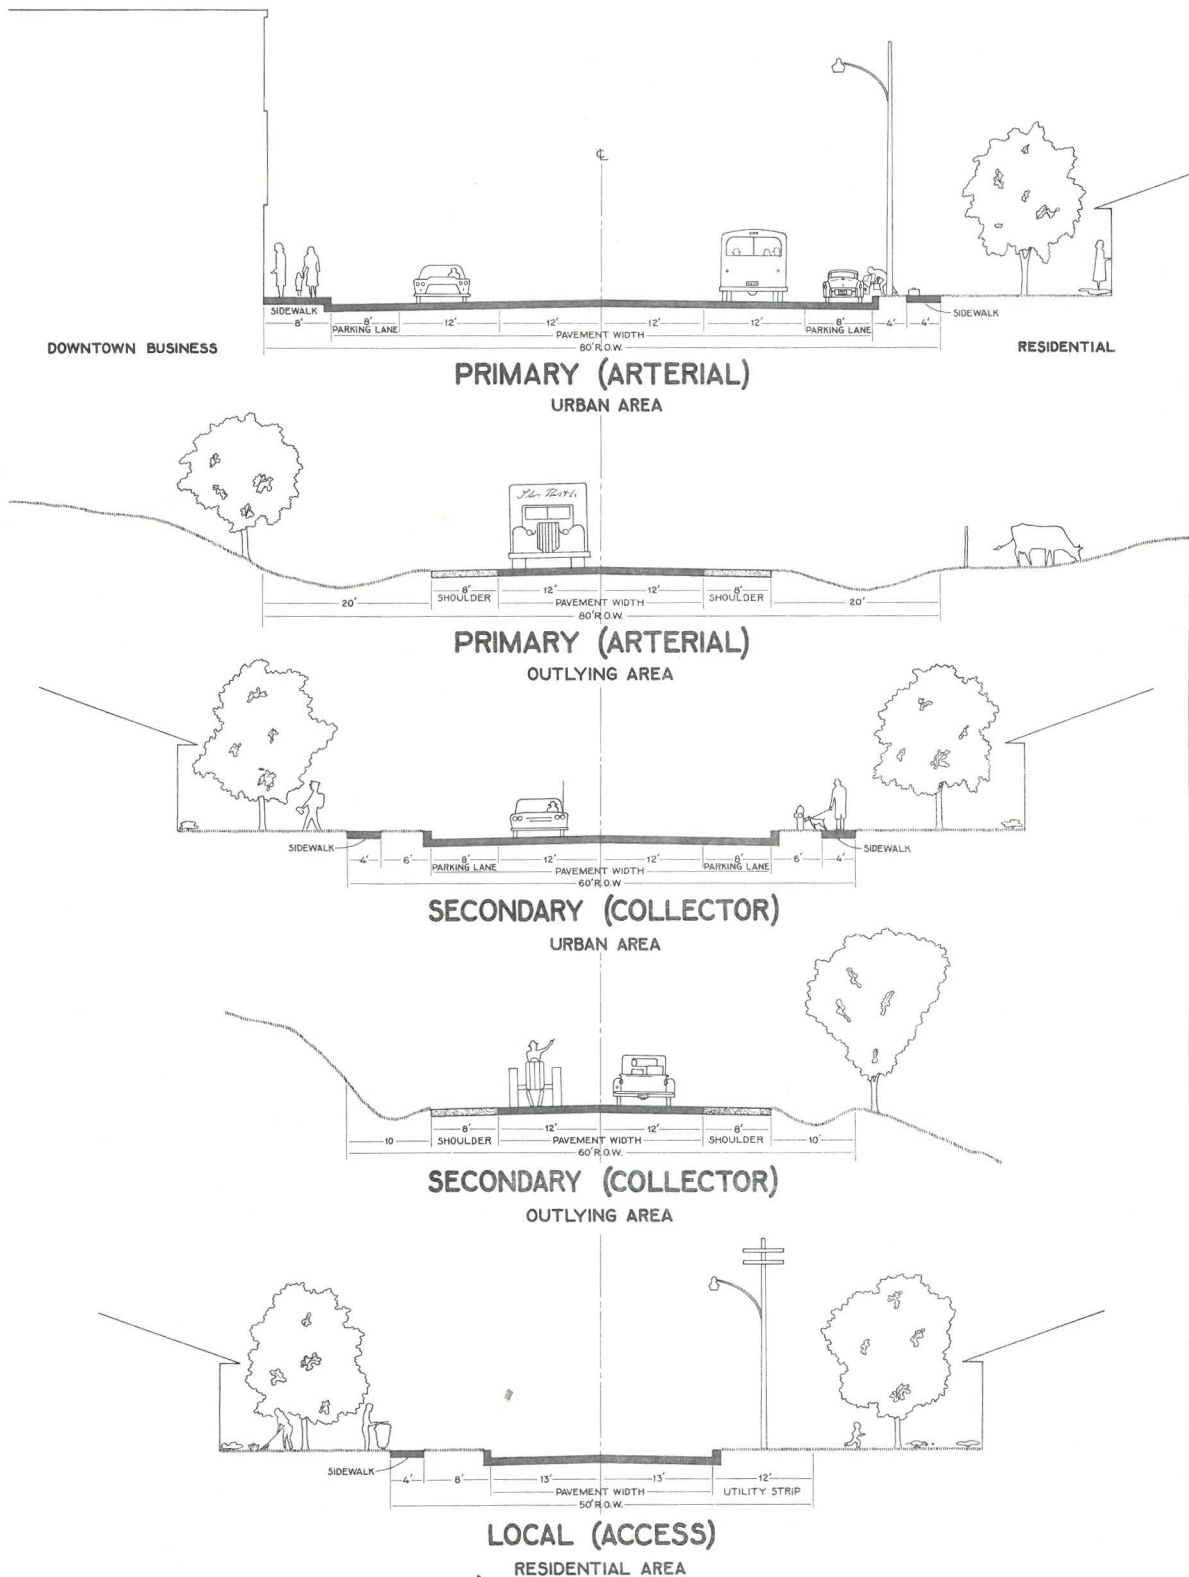 ℄
SIDEWALK
8' 8' 12' 12' 12' 12' 8' 4' 4'
SIDEWALK
PARKING LANE PAVEMENT WIDTH PARKING LANE
80' R.O.W.
DOWNTOWN BUSINESS
RESIDENTIAL
PRIMARY (ARTERIAL)
URBAN AREA
8' 12' 12' 8'
20' SHOULDER PAVEMENT WIDTH SHOULDER 20'
80' R.O.W.
PRIMARY (ARTERIAL)
OUTLYING AREA
SIDEWALK
SIDEWALK
4' 6' 8' 12' 12' 8' 6' 4'
PARKING LANE PAVEMENT WIDTH PARKING LANE
60' R.O.W.
SECONDARY (COLLECTOR)
URBAN AREA
8' 12' 12' 8'
10 SHOULDER PAVEMENT WIDTH SHOULDER 10'
60' R.O.W.
SECONDARY (COLLECTOR)
OUTLYING AREA
SIDEWALK
4' 8' 13' 13' 12'
PAVEMENT WIDTH UTILITY STRIP
50' R.O.W.
LOCAL (ACCESS)
RESIDENTIAL AREA